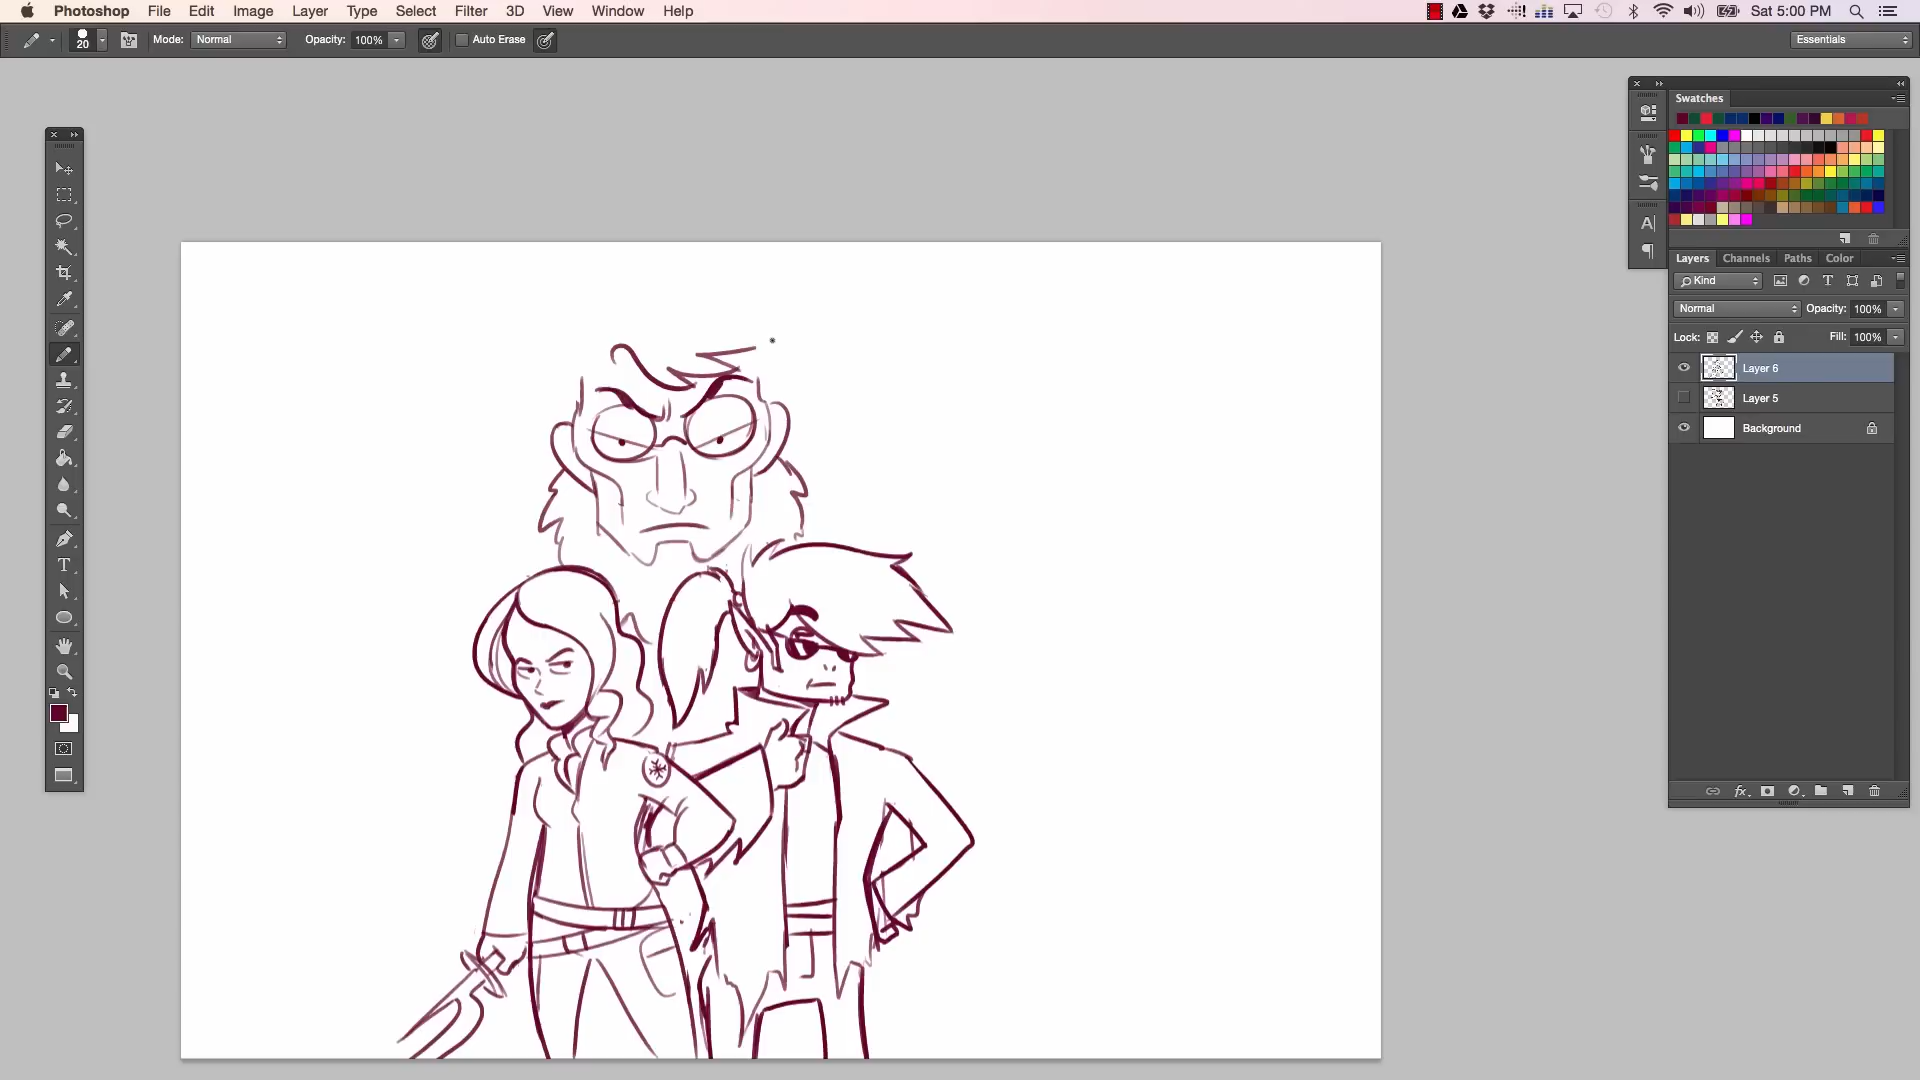 Photoshop File Edit Image Layer Type Select Filter 3D View Window Help Sat 5:00 PM
20 Mode: Normal Opacity: 100% Auto Erase Essentials
Swatches
Layers Channels Paths Color
Kind
Normal Opacity: 100%
Lock: Fill: 100%
Layer 6
Layer 5
Background